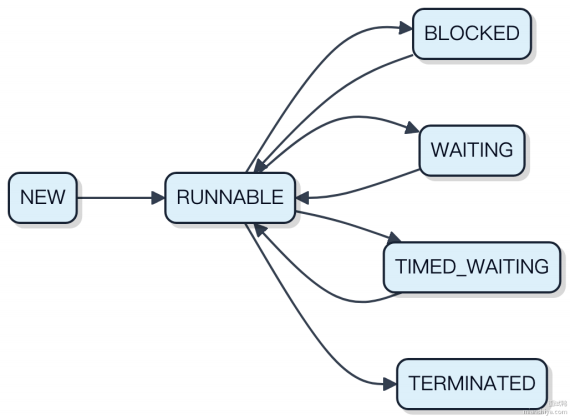 BLOCKED
WAITING
NEW
RUNNABLE
TIMED_WAITING
TERMINATED